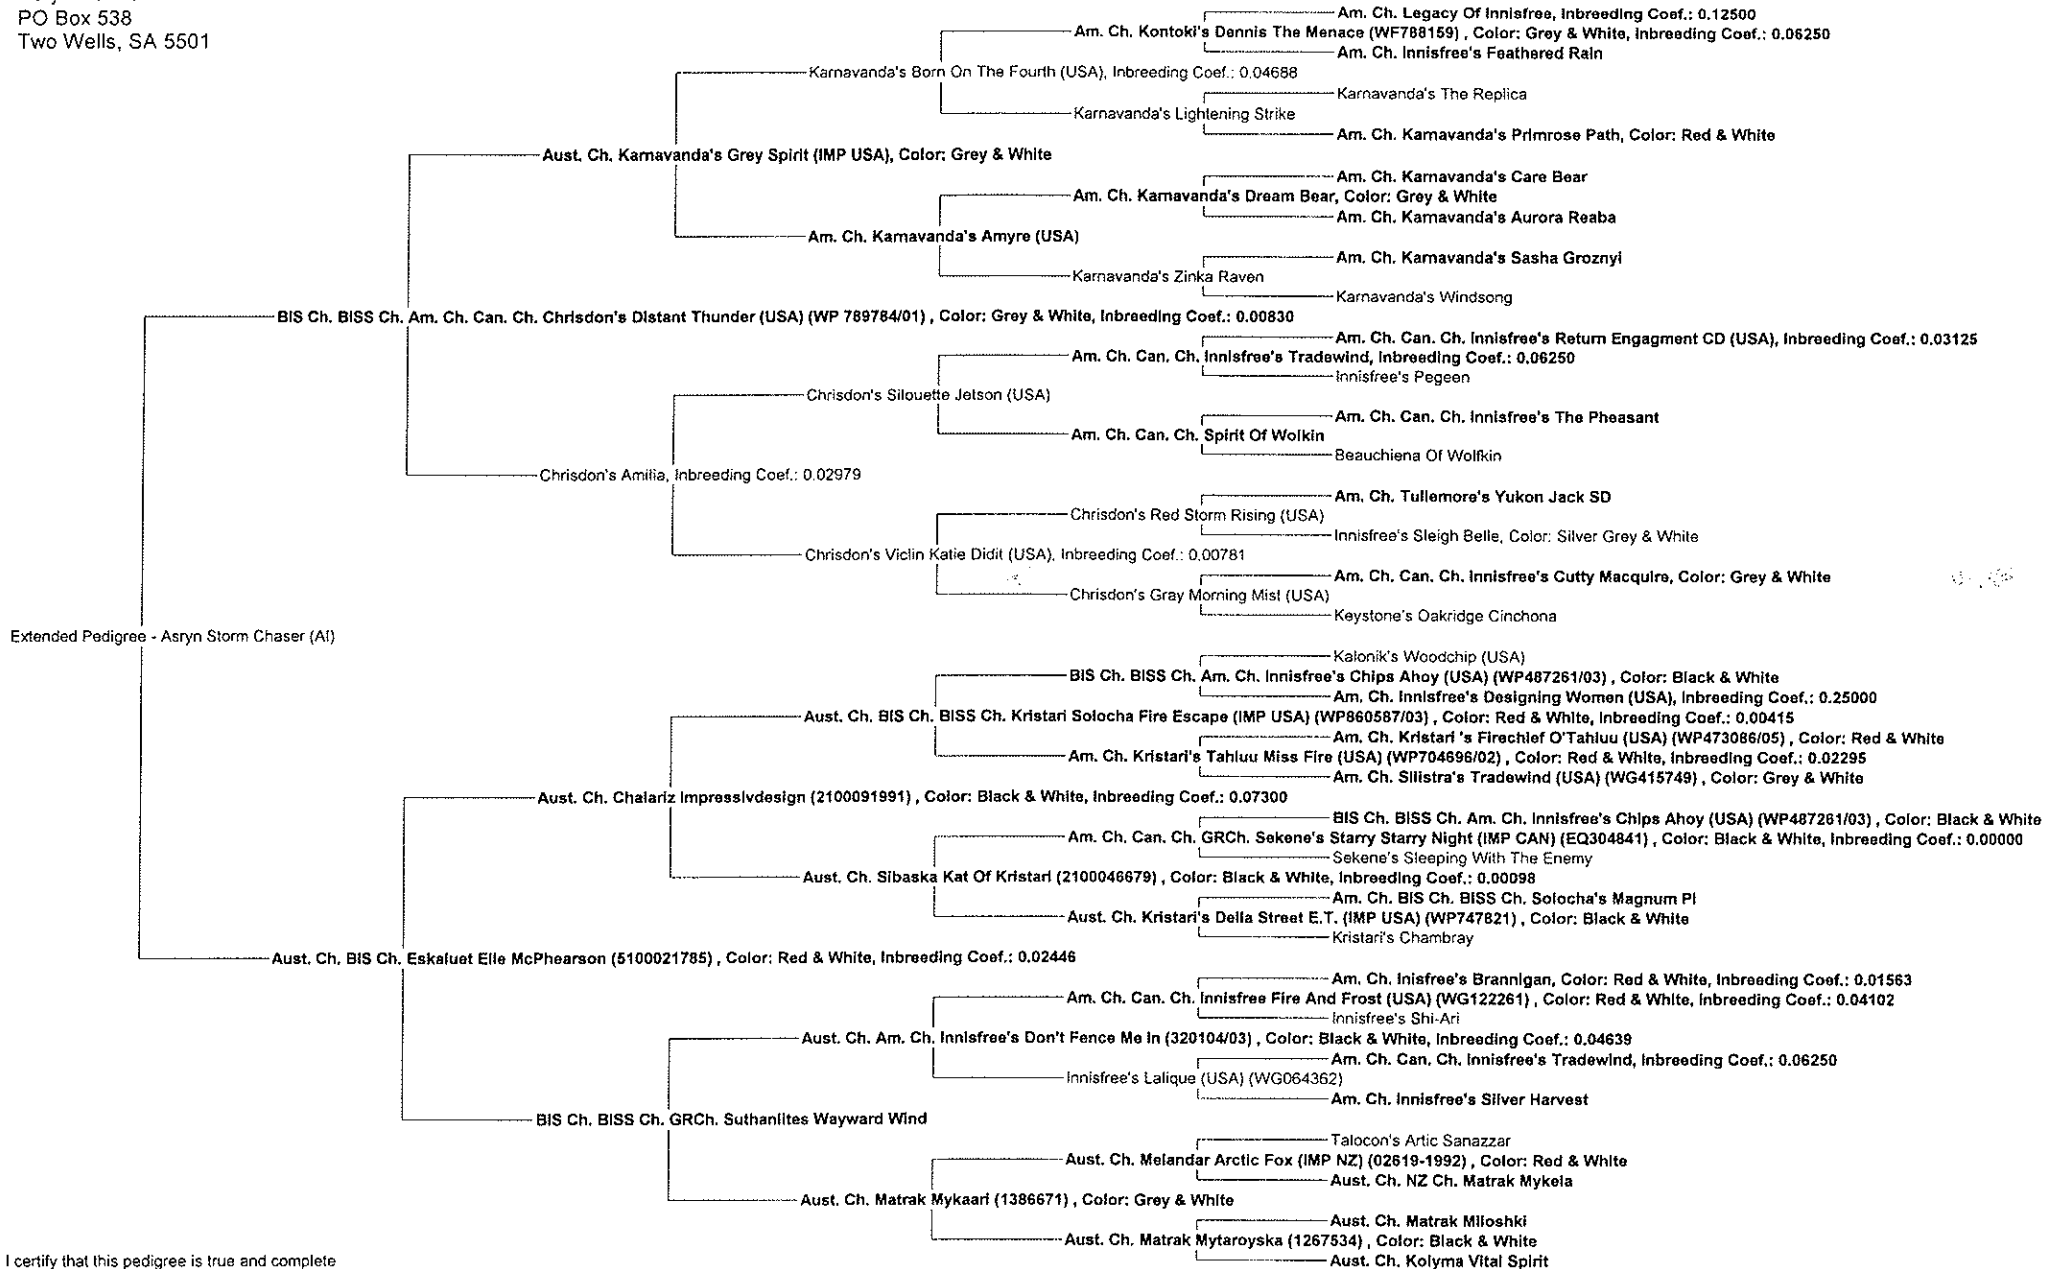 PO Box 538
Two Wells, SA 5501
Am. Ch. Legacy Of Innisfree, Inbreeding Coef.: 0.12500
Am. Ch. Kontoki's Dennis The Menace (WF788159) , Color: Grey & White, Inbreeding Coef.: 0.06250
Am. Ch. Innisfree's Feathered Rain
Karnavanda's Born On The Fourth (USA), Inbreeding Coef.: 0.04688
Karnavanda's The Replica
Karnavanda's Lightening Strike
Am. Ch. Karnavanda's Primrose Path, Color: Red & White
Aust. Ch. Karnavanda's Grey Spirit (IMP USA), Color: Grey & White
Am. Ch. Karnavanda's Care Bear
Am. Ch. Karnavanda's Dream Bear, Color: Grey & White
Am. Ch. Karnavanda's Aurora Reaba
Am. Ch. Karnavanda's Amyre (USA)
Am. Ch. Karnavanda's Sasha Groznyi
Karnavanda's Zinka Raven
Karnavanda's Windsong
BIS Ch. BISS Ch. Am. Ch. Can. Ch. Chrisdon's Distant Thunder (USA) (WP 789784/01) , Color: Grey & White, Inbreeding Coef.: 0.00830
Am. Ch. Can. Ch. Innisfree's Return Engagment CD (USA), Inbreeding Coef.: 0.03125
Am. Ch. Can. Ch. Innisfree's Tradewind, Inbreeding Coef.: 0.06250
Innisfree's Pegeen
Chrisdon's Silouette Jetson (USA)
Am. Ch. Can. Ch. Innisfree's The Pheasant
Am. Ch. Can. Ch. Spirit Of Wolkin
Beauchiena Of Wolfkin
Chrisdon's Amilia, Inbreeding Coef.: 0.02979
Am. Ch. Tullemore's Yukon Jack SD
Chrisdon's Red Storm Rising (USA)
Innisfree's Sleigh Belle, Color: Silver Grey & White
Chrisdon's Viclin Katie Didit (USA), Inbreeding Coef.: 0.00781
Am. Ch. Can. Ch. Innisfree's Cutty Macquire, Color: Grey & White
Chrisdon's Gray Morning Mist (USA)
Keystone's Oakridge Cinchona
Extended Pedigree - Asryn Storm Chaser (AI)
Kalonik's Woodchip (USA)
BIS Ch. BISS Ch. Am. Ch. Innisfree's Chips Ahoy (USA) (WP487261/03) , Color: Black & White
Am. Ch. Innisfree's Designing Women (USA), Inbreeding Coef.: 0.25000
Aust. Ch. BIS Ch. BISS Ch. Kristari Solocha Fire Escape (IMP USA) (WP860587/03) , Color: Red & White, Inbreeding Coef.: 0.00415
Am. Ch. Kristari 's Firechief O'Tahluu (USA) (WP473086/05) , Color: Red & White
Am. Ch. Kristari's Tahluu Miss Fire (USA) (WP704696/02) , Color: Red & White, Inbreeding Coef.: 0.02295
Am. Ch. Silistra's Tradewind (USA) (WG415749) , Color: Grey & White
Aust. Ch. Chalariz Impressivdesign (2100091991) , Color: Black & White, Inbreeding Coef.: 0.07300
BIS Ch. BISS Ch. Am. Ch. Innisfree's Chips Ahoy (USA) (WP487261/03) , Color: Black & White
Am. Ch. Can. Ch. GRCh. Sekene's Starry Starry Night (IMP CAN) (EQ304841) , Color: Black & White, Inbreeding Coef.: 0.00000
Sekene's Sleeping With The Enemy
Aust. Ch. Sibaska Kat Of Kristari (2100046679) , Color: Black & White, Inbreeding Coef.: 0.00098
Am. Ch. BIS Ch. BISS Ch. Solocha's Magnum PI
Aust. Ch. Kristari's Della Street E.T. (IMP USA) (WP747821) , Color: Black & White
Kristari's Chambray
Aust. Ch. BIS Ch. Eskaluet Elle McPhearson (5100021785) , Color: Red & White, Inbreeding Coef.: 0.02446
Am. Ch. Inisfree's Brannigan, Color: Red & White, Inbreeding Coef.: 0.01563
Am. Ch. Can. Ch. Innisfree Fire And Frost (USA) (WG122261) , Color: Red & White, Inbreeding Coef.: 0.04102
Innisfree's Shi-Ari
Aust. Ch. Am. Ch. Innisfree's Don't Fence Me In (320104/03) , Color: Black & White, Inbreeding Coef.: 0.04639
Am. Ch. Can. Ch. Innisfree's Tradewind, Inbreeding Coef.: 0.06250
Innisfree's Lalique (USA) (WG064362)
Am. Ch. Innisfree's Silver Harvest
BIS Ch. BISS Ch. GRCh. Suthanlites Wayward Wind
Talocon's Artic Sanazzar
Aust. Ch. Melandar Arctic Fox (IMP NZ) (02619-1992) , Color: Red & White
Aust. Ch. NZ Ch. Matrak Mykela
Aust. Ch. Matrak Mykaari (1386671) , Color: Grey & White
Aust. Ch. Matrak Miloshki
Aust. Ch. Matrak Mytaroyska (1267534) , Color: Black & White
Aust. Ch. Kolyma Vital Spirit
I certify that this pedigree is true and complete